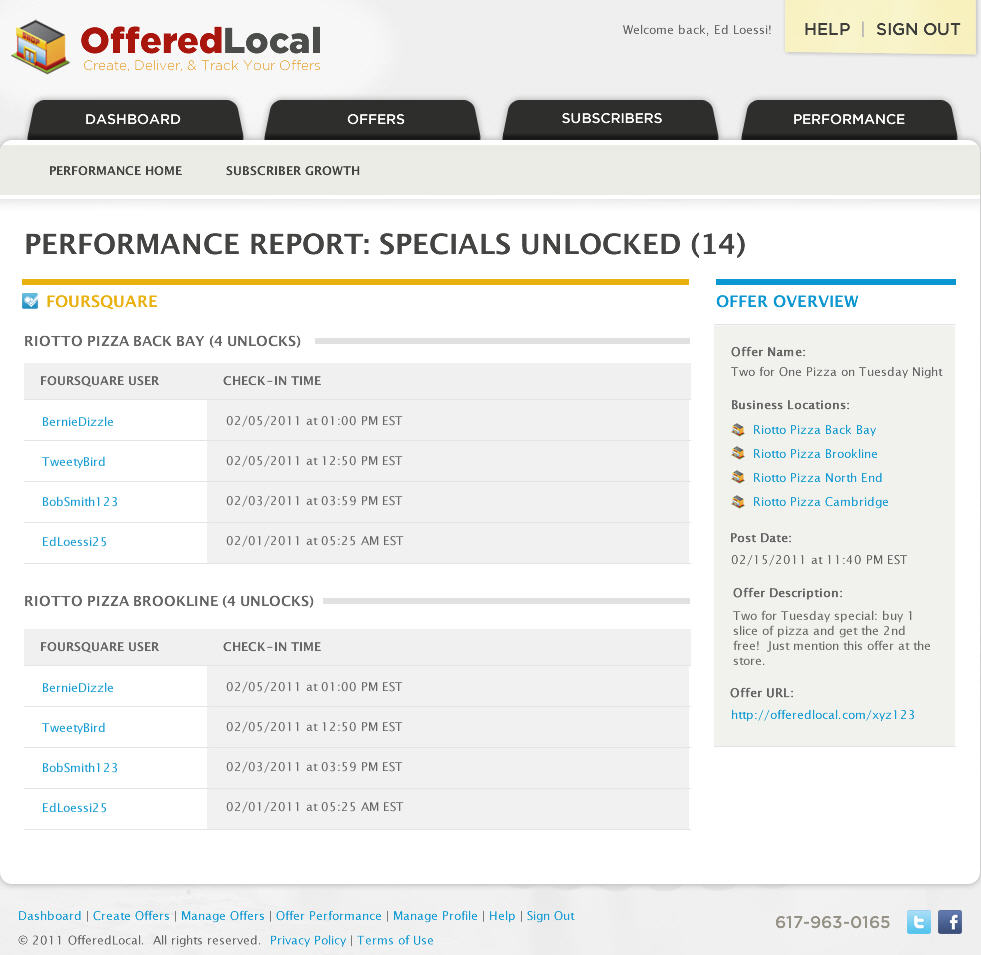 SHOP
OfferedLocal
Create, Deliver, & Track Your Offers
Welcome back, Ed Loessi!
HELP | SIGN OUT
DASHBOARD
OFFERS
SUBSCRIBERS
PERFORMANCE
PERFORMANCE HOME
SUBSCRIBER GROWTH
PERFORMANCE REPORT: SPECIALS UNLOCKED (14)
FOURSQUARE
RIOTTO PIZZA BACK BAY (4 UNLOCKS)
FOURSQUARE USER CHECK-IN TIME
BernieDizzle 02/05/2011 at 01:00 PM EST
TweetyBird 02/05/2011 at 12:50 PM EST
BobSmith123 02/03/2011 at 03:59 PM EST
EdLoessi25 02/01/2011 at 05:25 AM EST
RIOTTO PIZZA BROOKLINE (4 UNLOCKS)
FOURSQUARE USER CHECK-IN TIME
BernieDizzle 02/05/2011 at 01:00 PM EST
TweetyBird 02/05/2011 at 12:50 PM EST
BobSmith123 02/03/2011 at 03:59 PM EST
EdLoessi25 02/01/2011 at 05:25 AM EST
OFFER OVERVIEW
Offer Name:
Two for One Pizza on Tuesday Night
Business Locations:
Riotto Pizza Back Bay
Riotto Pizza Brookline
Riotto Pizza North End
Riotto Pizza Cambridge
Post Date:
02/15/2011 at 11:40 PM EST
Offer Description:
Two for Tuesday special: buy 1
slice of pizza and get the 2nd
free! Just mention this offer at the
store.
Offer URL:
http://offeredlocal.com/xyz123
Dashboard | Create Offers | Manage Offers | Offer Performance | Manage Profile | Help | Sign Out
© 2011 OfferedLocal. All rights reserved. Privacy Policy | Terms of Use
617-963-0165